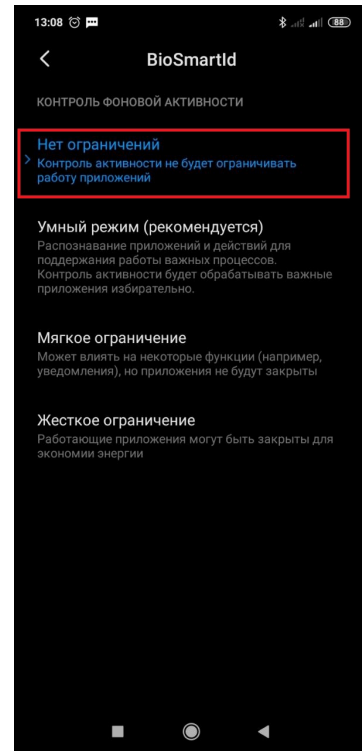 13:08
88
BioSmartId
КОНТРОЛЬ ФОНОВОЙ АКТИВНОСТИ
Нет ограничений
Контроль активности не будет ограничивать
работу приложений
Умный режим (рекомендуется)
Распознавание приложений и действий для
поддержания работы важных процессов.
Контроль активности будет обрабатывать важные
приложения избирательно.
Мягкое ограничение
Может влиять на некоторые функции (например,
уведомления), но приложения не будут закрыты
Жесткое ограничение
Работающие приложения могут быть закрыты для
экономии энергии